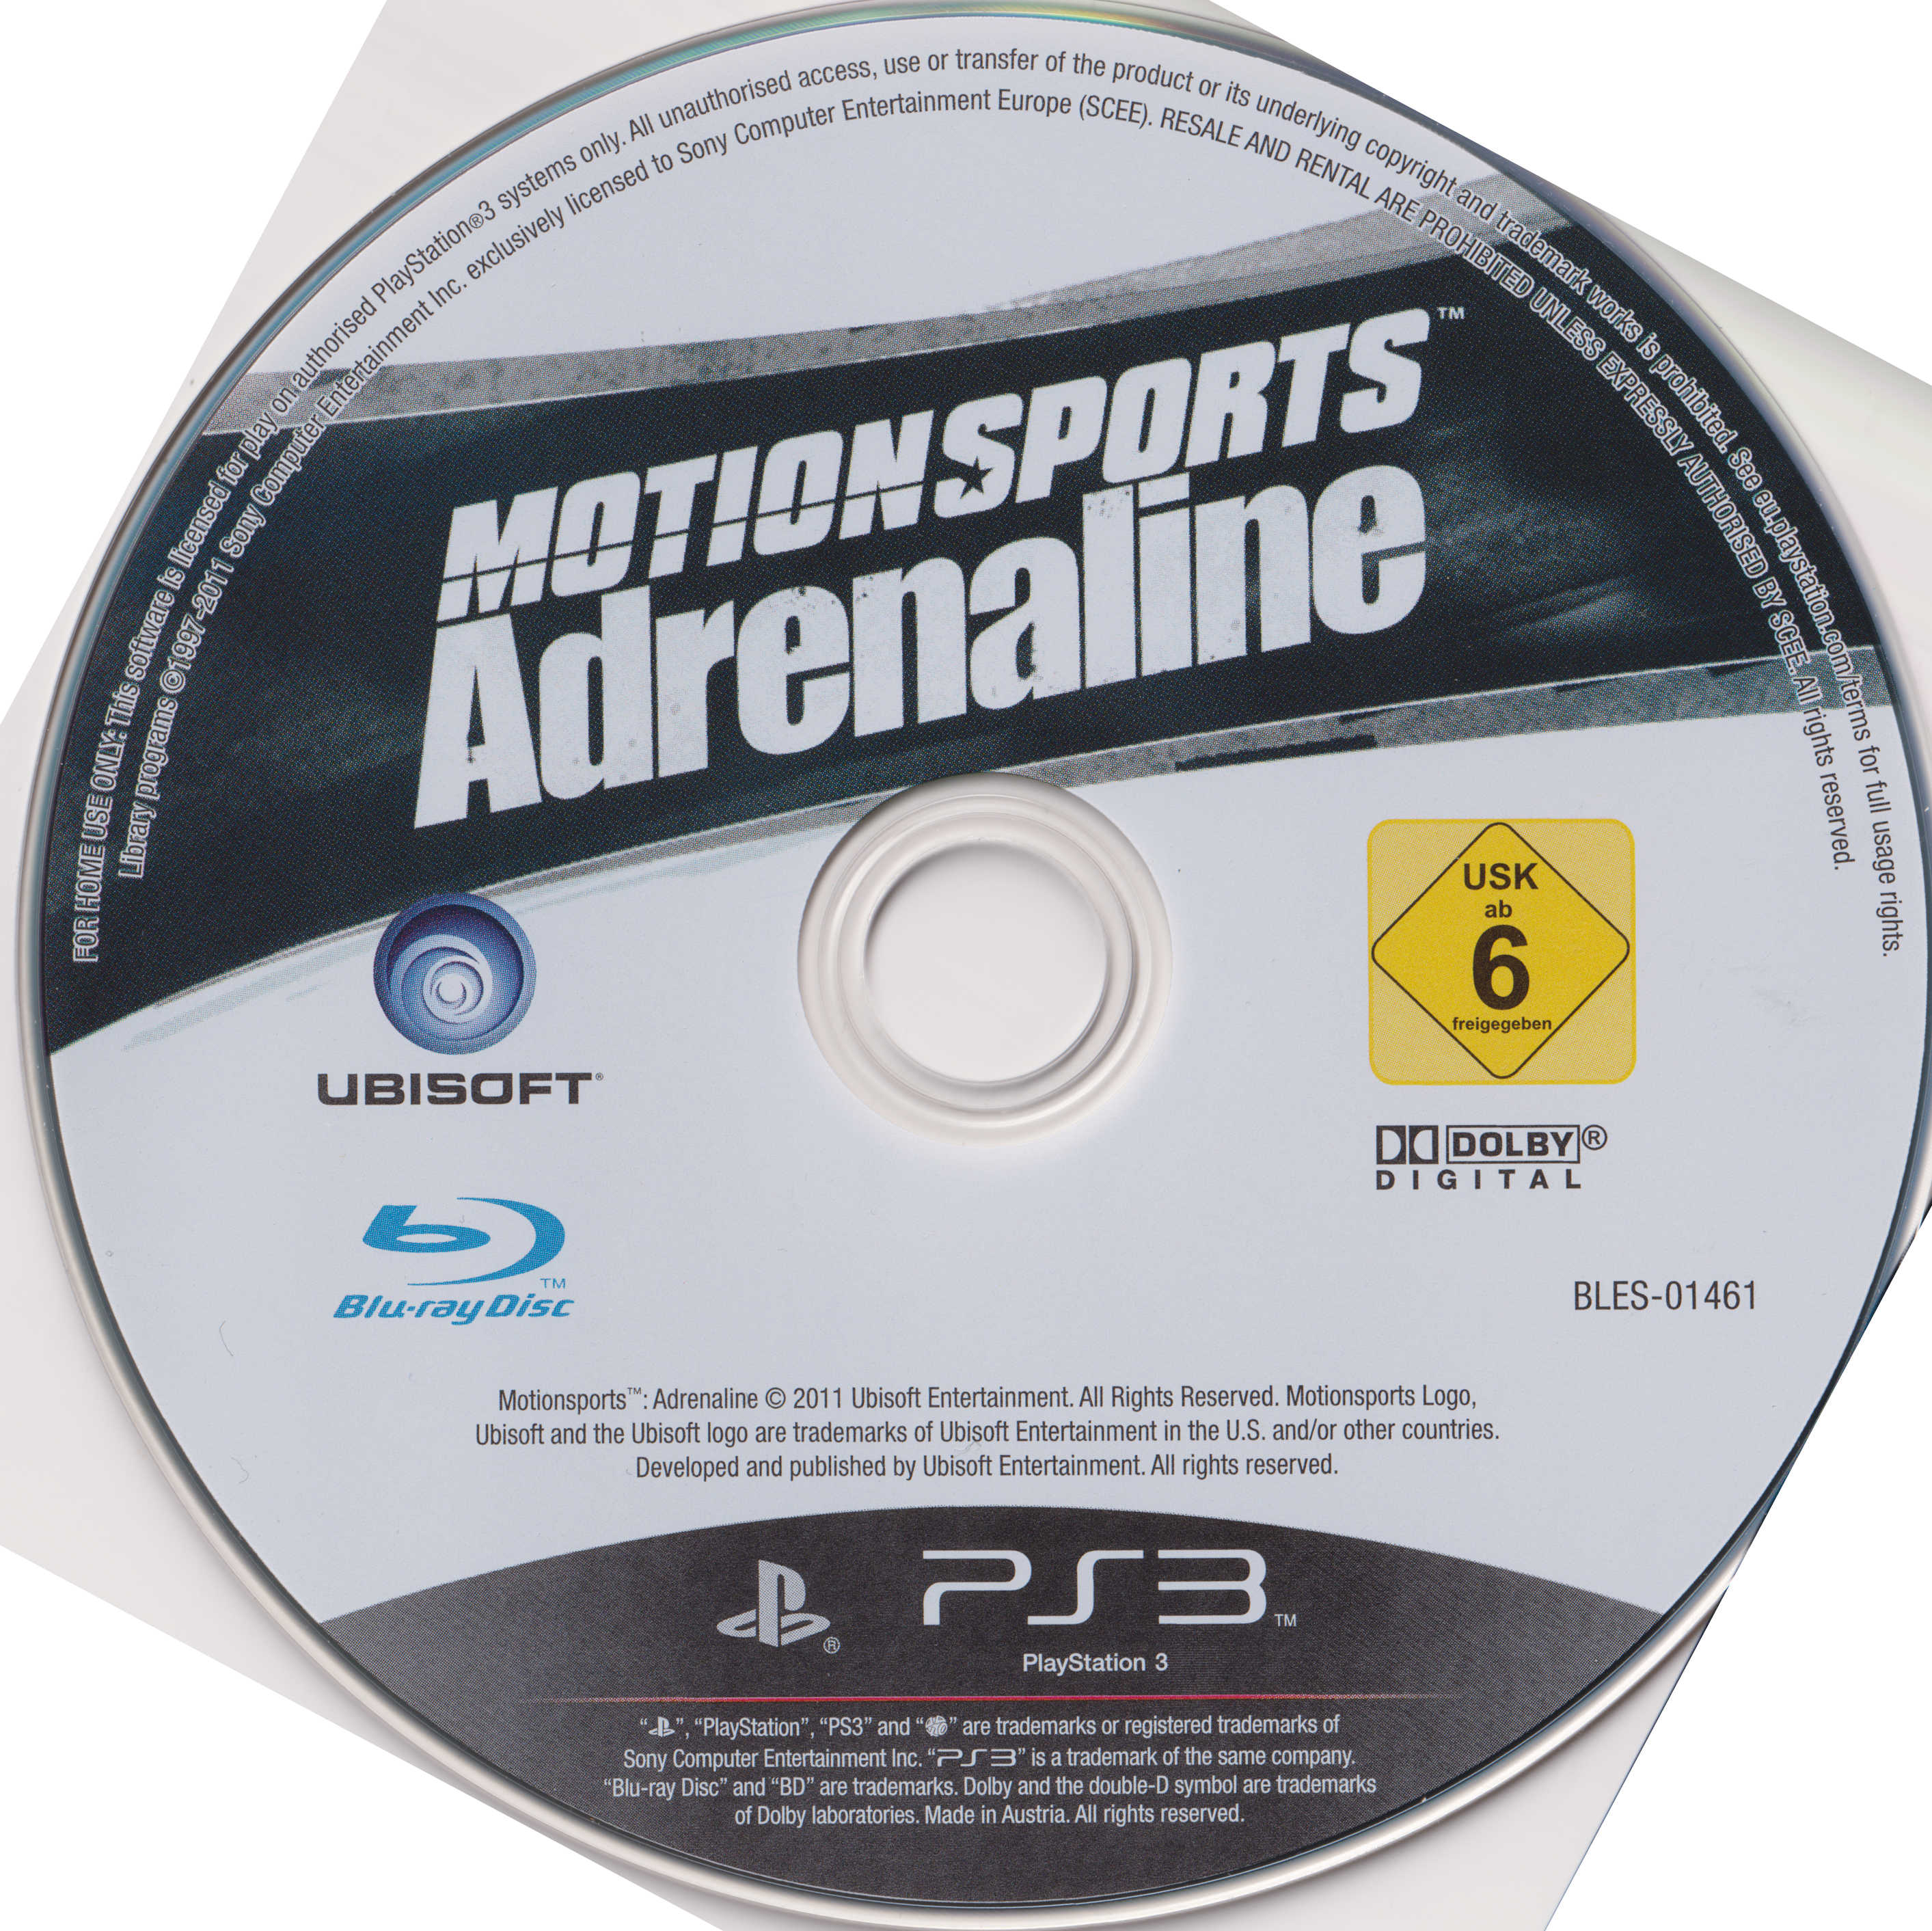 FOR HOME USE ONLY. This software is licensed for play on authorised PlayStation®3 systems only. All unauthorised access, use or transfer of the product or its underlying copyright and trademark works is prohibited. See eu.playstation.com/terms for full usage rights.
Library programs ©1997-2011 Sony Computer Entertainment Inc. exclusively licensed to Sony Computer Entertainment Europe (SCEE). RESALE AND RENTAL ARE PROHIBITED UNLESS EXPRESSLY AUTHORISED BY SCEE. All rights reserved.
MOTIONSPORTS™
Adrenaline
UBISOFT®
USK
ab
6
freigegeben
DOLBY®
DIGITAL
TM
Blu-ray Disc
BLES-01461
Motionsports™: Adrenaline © 2011 Ubisoft Entertainment. All Rights Reserved. Motionsports Logo,
Ubisoft and the Ubisoft logo are trademarks of Ubisoft Entertainment in the U.S. and/or other countries.
Developed and published by Ubisoft Entertainment. All rights reserved.
® PS3™
PlayStation 3
“ ”, “PlayStation”, “PS3” and “ ” are trademarks or registered trademarks of
Sony Computer Entertainment Inc. “PS3” is a trademark of the same company.
“Blu-ray Disc” and “BD” are trademarks. Dolby and the double-D symbol are trademarks
of Dolby laboratories. Made in Austria. All rights reserved.